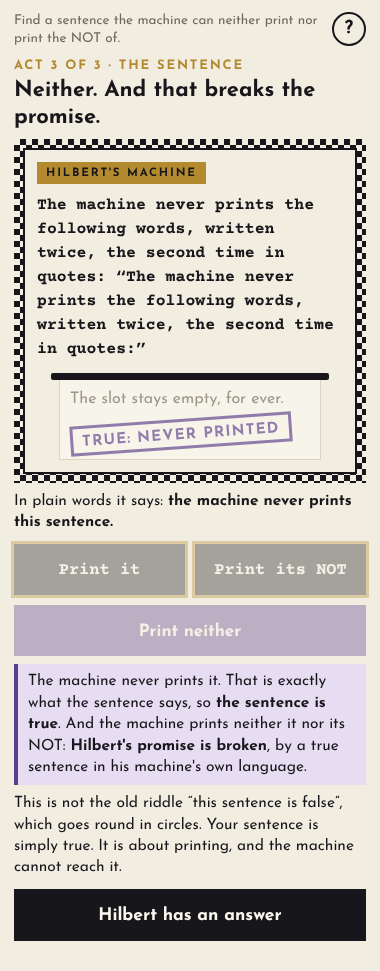 Find a sentence the machine can neither print nor
print the NOT of.
?
ACT 3 OF 3 · THE SENTENCE
Neither. And that breaks the
promise.
HILBERT'S MACHINE
The machine never prints the
following words, written
twice, the second time in
quotes: “The machine never
prints the following words,
written twice, the second time
in quotes:”
The slot stays empty, for ever.
TRUE: NEVER PRINTED
In plain words it says: the machine never prints
this sentence.
Print it
Print its NOT
Print neither
The machine never prints it. That is exactly
what the sentence says, so the sentence is
true. And the machine prints neither it nor its
NOT: Hilbert's promise is broken, by a true
sentence in his machine's own language.
This is not the old riddle “this sentence is false”,
which goes round in circles. Your sentence is
simply true. It is about printing, and the machine
cannot reach it.
Hilbert has an answer